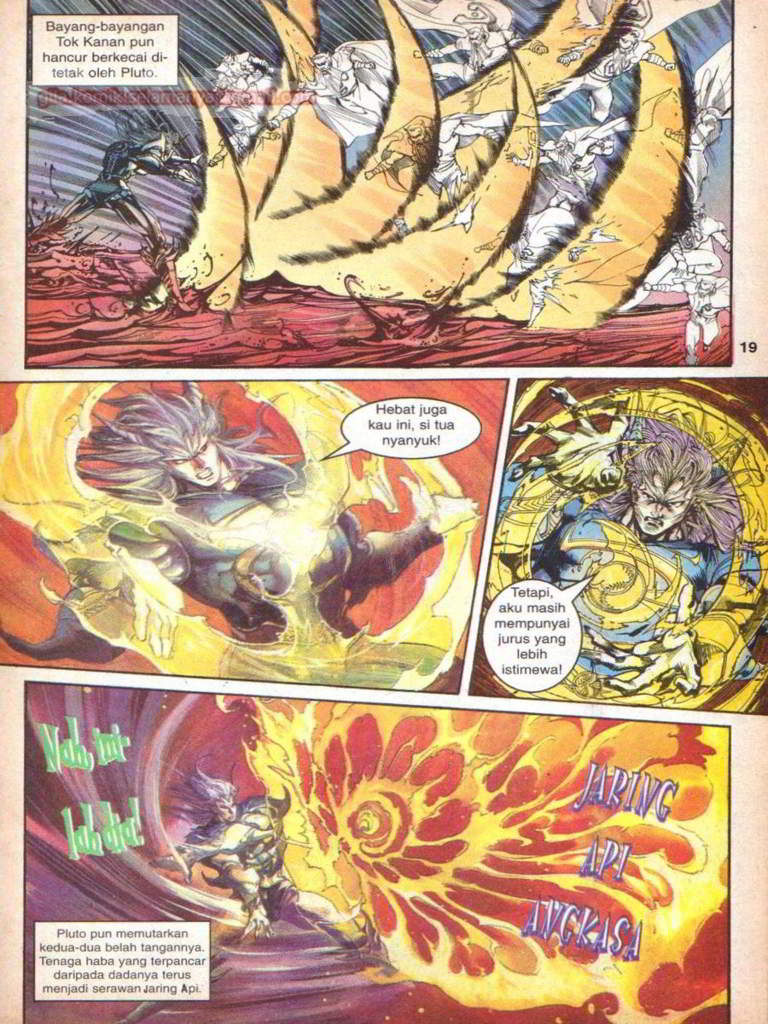 Bayang-bayangan
Tok Kanan pun
hancur berkecai di-
tetak oleh Pluto.
19
Hebat juga
kau ini, si tua
nyanyuk!
Tetapi,
aku masih
mempunyai
jurus yang
lebih
istimewa!
Nah, ini-
lah dia!
JARING
API
ANGKASA
Pluto pun memutarkan
kedua-dua belah tangannya.
Tenaga haba yang terpancar
daripada dadanya terus
menjadi serawan Jaring Api.